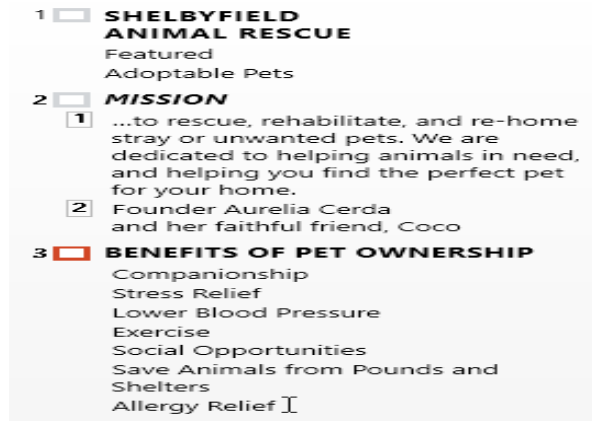 1 SHELBYFIELD
ANIMAL RESCUE
Featured
Adoptable Pets
2 MISSION
1 ...to rescue, rehabilitate, and re-home
stray or unwanted pets. We are
dedicated to helping animals in need,
and helping you find the perfect pet
for your home.
2 Founder Aurelia Cerda
and her faithful friend, Coco
3 BENEFITS OF PET OWNERSHIP
Companionship
Stress Relief
Lower Blood Pressure
Exercise
Social Opportunities
Save Animals from Pounds and
Shelters
Allergy Relief